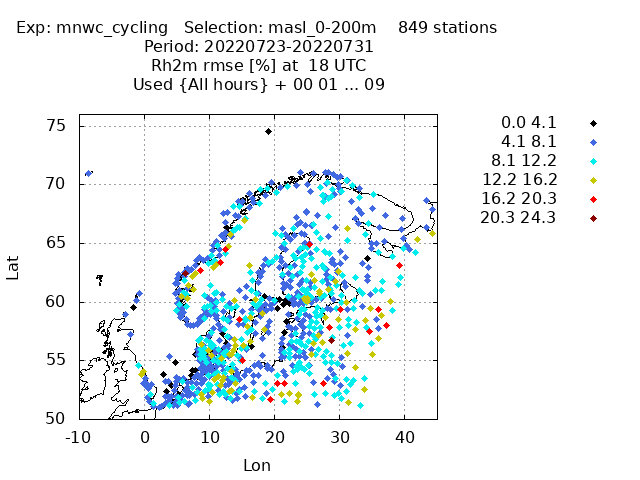 Exp: mnwc_cycling   Selection: masl_0-200m    849 stations
Period: 20220723-20220731
Rh2m rmse [%] at  18 UTC
Used {All hours} + 00 01 ... 09
0.0 4.1
4.1 8.1
8.1 12.2
12.2 16.2
16.2 20.3
20.3 24.3
75
70
65
60
55
50
Lat
-10 0 10 20 30 40
Lon